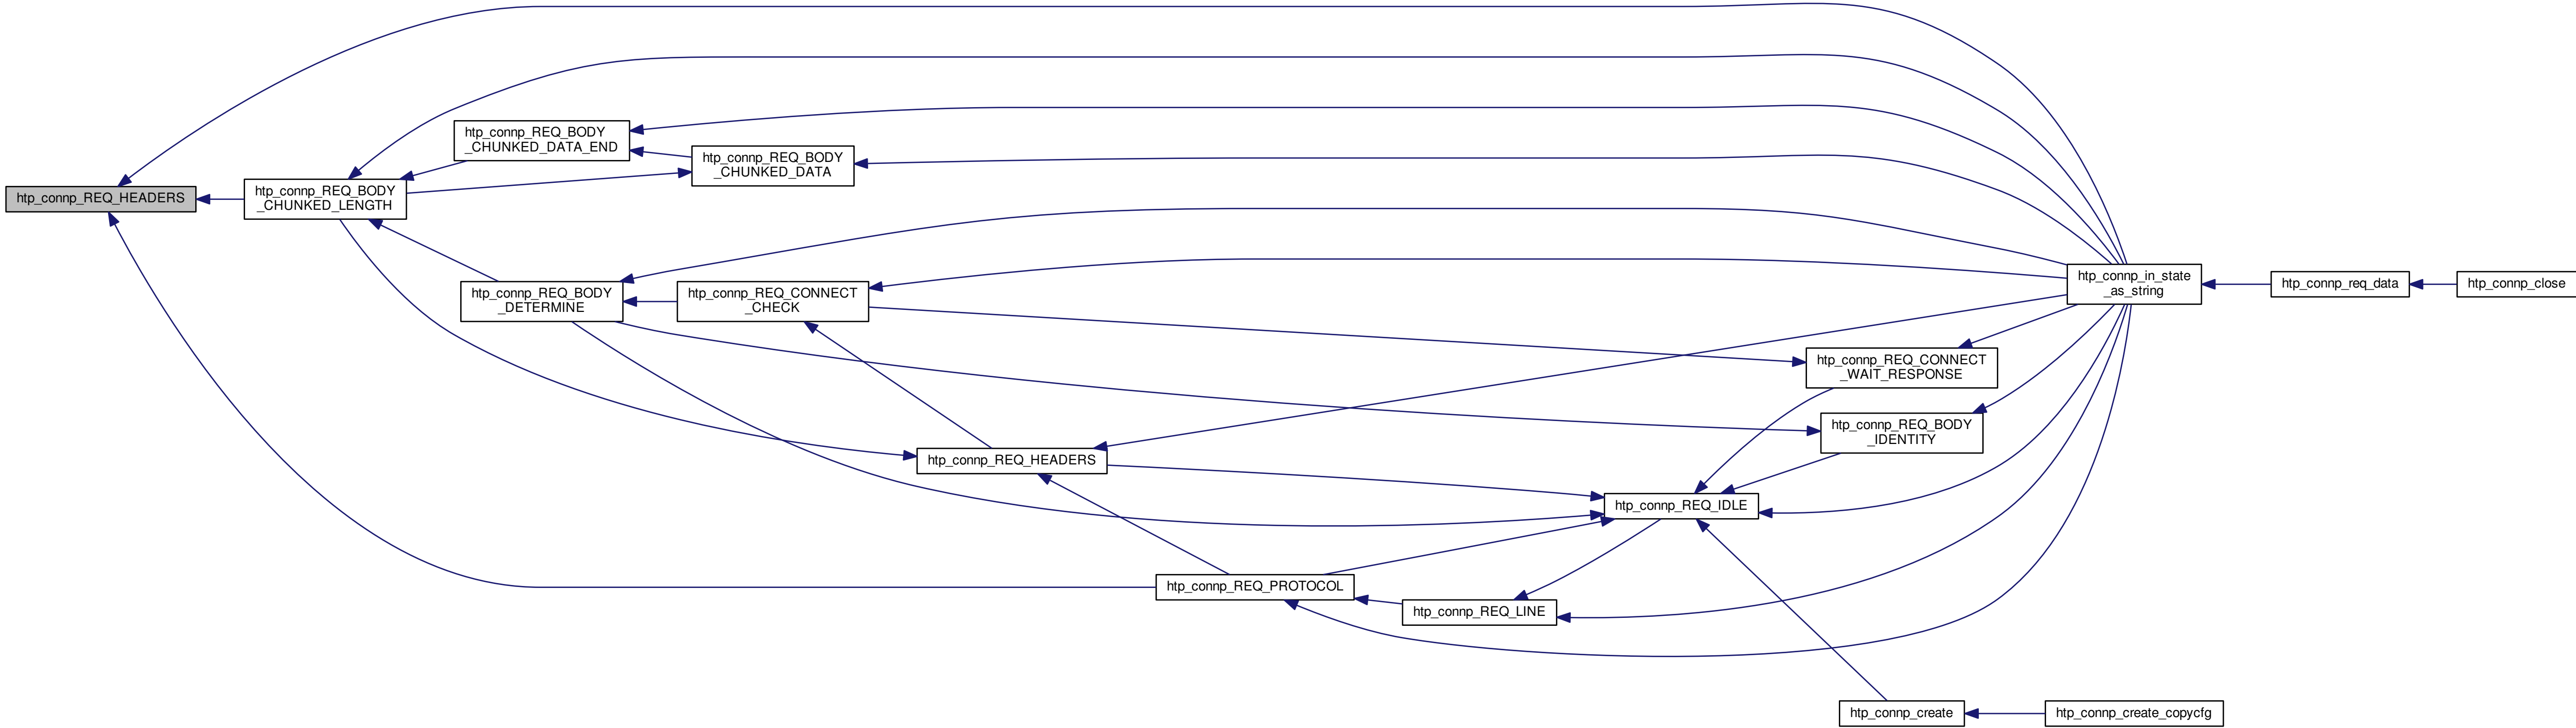 htp_connp_REQ_BODY
_CHUNKED_DATA_END
htp_connp_REQ_BODY
_CHUNKED_DATA
htp_connp_REQ_HEADERS
htp_connp_REQ_BODY
_CHUNKED_LENGTH
htp_connp_in_state
_as_string
htp_connp_req_data
htp_connp_close
htp_connp_REQ_BODY
_DETERMINE
htp_connp_REQ_CONNECT
_CHECK
htp_connp_REQ_CONNECT
_WAIT_RESPONSE
htp_connp_REQ_BODY
_IDENTITY
htp_connp_REQ_HEADERS
htp_connp_REQ_IDLE
htp_connp_REQ_PROTOCOL
htp_connp_REQ_LINE
htp_connp_create
htp_connp_create_copycfg